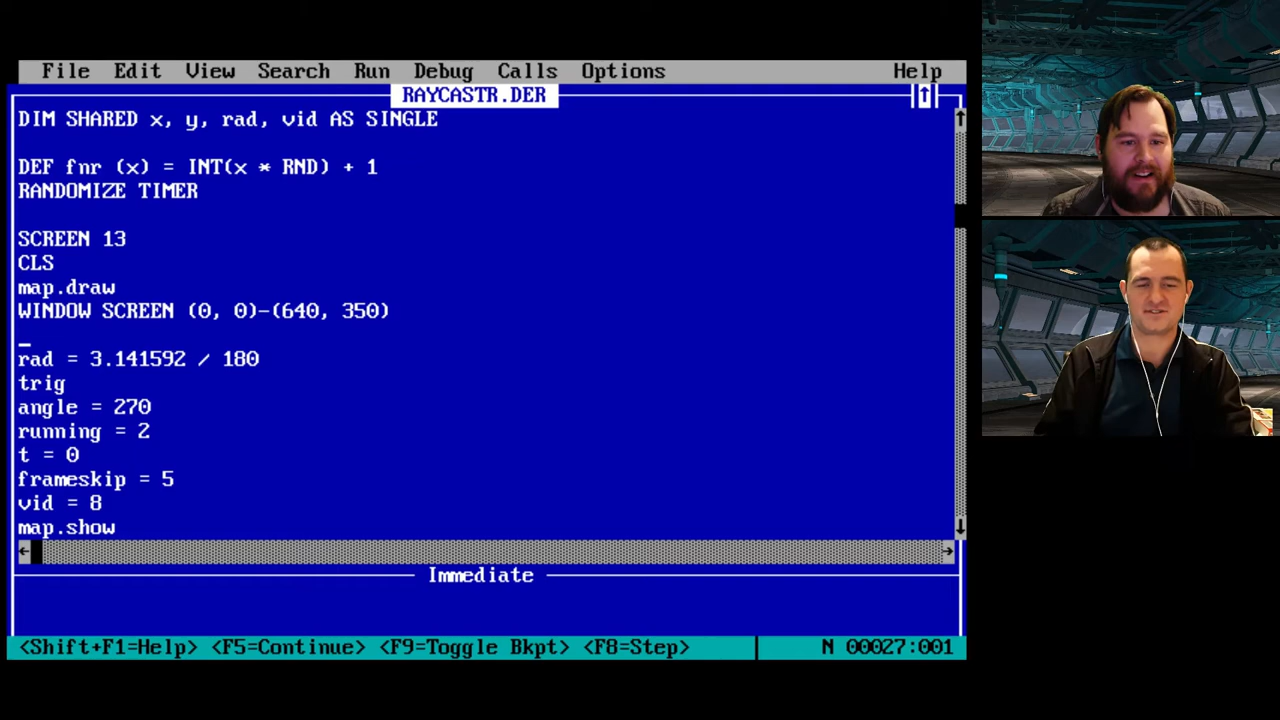 File Edit View Search Run Debug Calls Options Help
RAYCASTR.DER
DIM SHARED x, y, rad, vid AS SINGLE
DEF fnr (x) = INT(x * RND) + 1
RANDOMIZE TIMER
SCREEN 13
CLS
map.draw
WINDOW SCREEN (0, 0)-(640, 350)
rad = 3.141592 / 180
trig
angle = 270
running = 2
t = 0
frameskip = 5
vid = 8
map.show
Immediate
<Shift+F1=Help> <F5=Continue> <F9=Toggle Bkpt> <F8=Step> N 00027:001